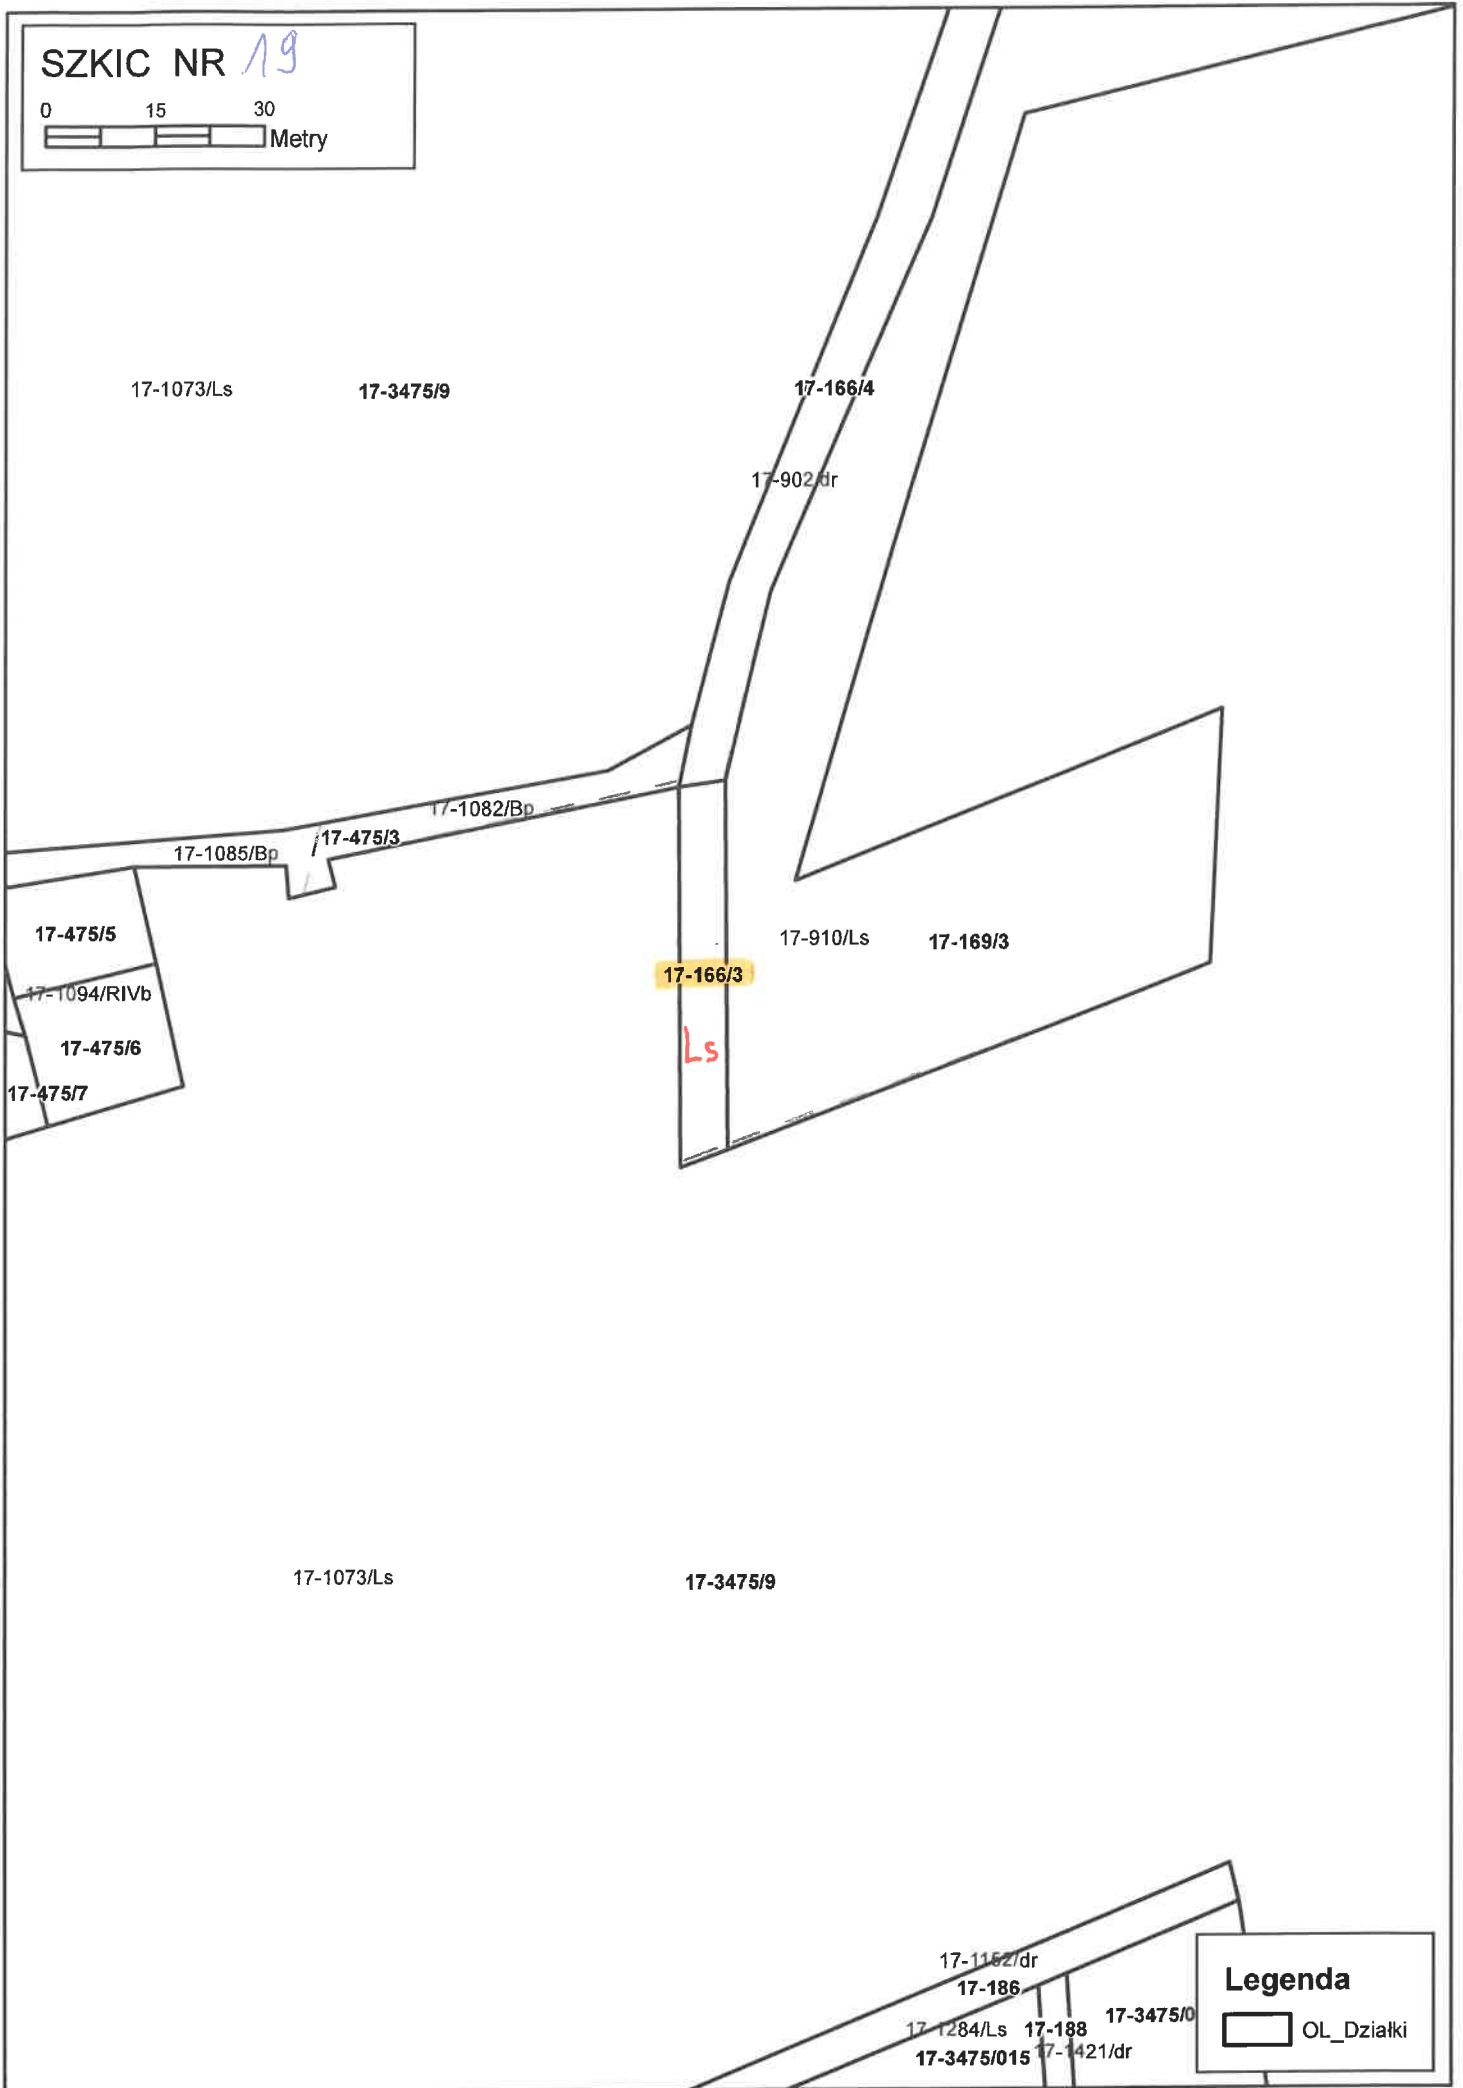 SZKIC NR 19
0 15 30
Metry
17-1073/Ls 17-3475/9 17-166/4
17-902/dr
17-1082/Bp
17-475/3
17-1085/Bp
17-475/5
17-910/Ls 17-169/3
17-166/3
17-1094/RIVb
Ls
17-475/6
17-475/7
17-1073/Ls 17-3475/9
17-1152/dr
17-186
17-3475/0
17-1284/Ls 17-188
17-3475/015 17-1421/dr
Legenda
OL_Działki